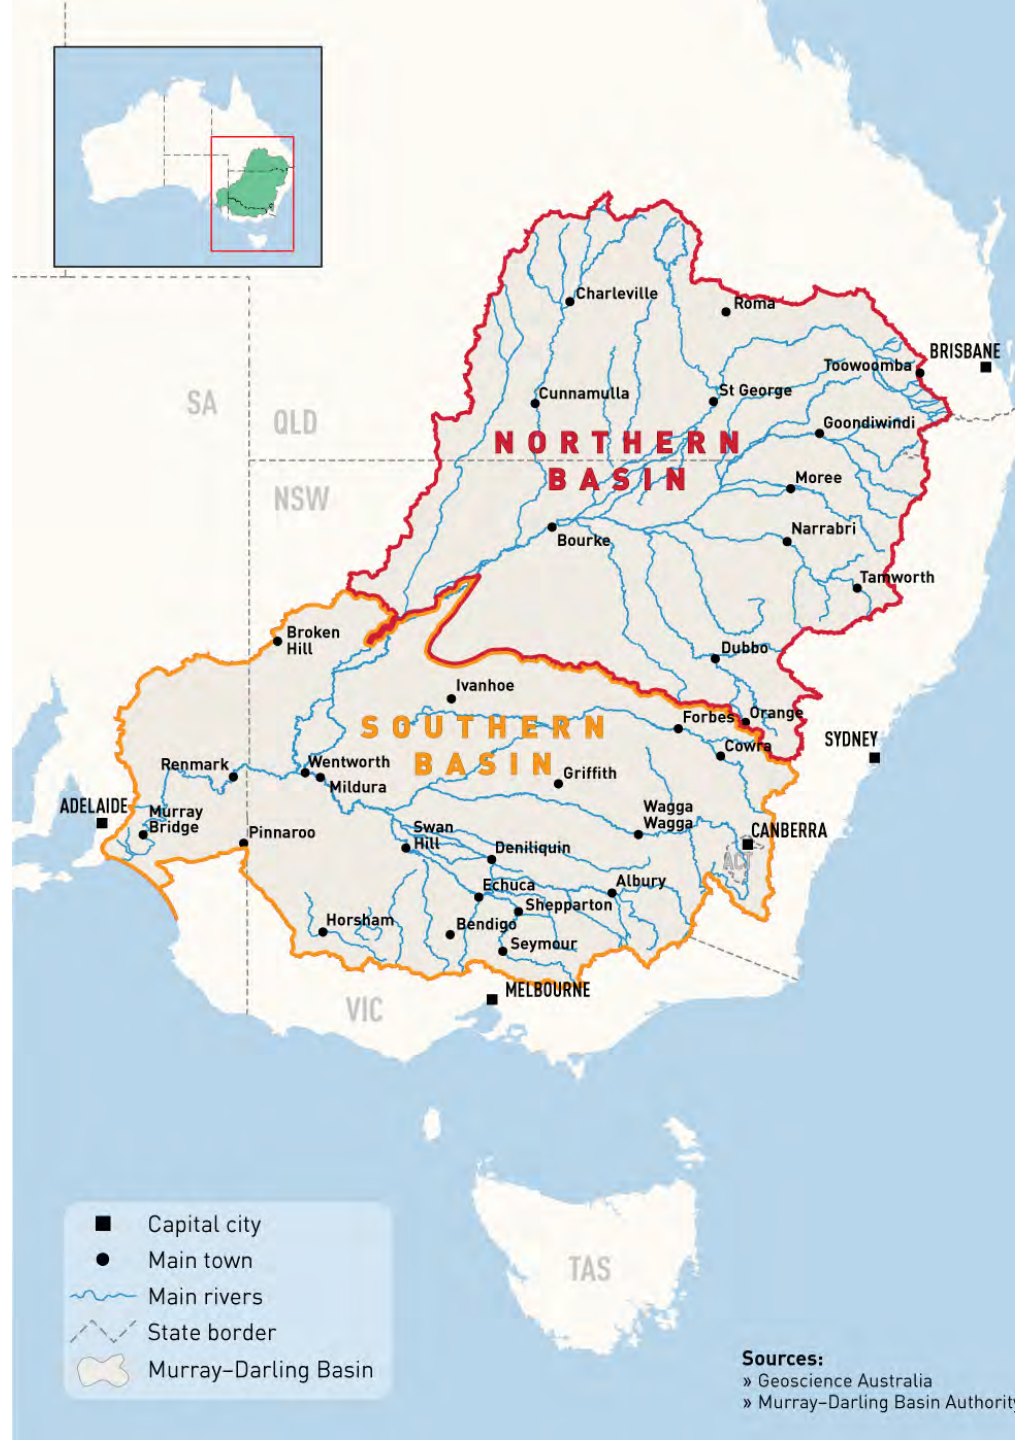 Charleville
Roma
BRISBANE
Toowoomba
SA
QLD
Cunnamulla
St George
Goondiwindi
NORTHERN
BASIN
NSW
Moree
Narrabri
Bourke
Tamworth
Broken
Hill
Dubbo
Ivanhoe
Forbes
Orange
SOUTHERN
BASIN
SYDNEY
Cowra
Renmark
Wentworth
Mildura
Griffith
ADELAIDE
Murray
Bridge
Pinnaroo
Wagga
Wagga
CANBERRA
Swan
Hill
Deniliquin
ACT
Echuca
Albury
Shepparton
Horsham
Bendigo
Seymour
MELBOURNE
VIC
TAS
Capital city
Main town
Main rivers
State border
Murray–Darling Basin
Sources:
» Geoscience Australia
» Murray–Darling Basin Authority